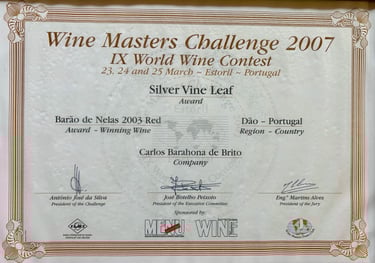 Wine Masters Challenge 2007
IX World Wine Contest
23, 24 and 25 March ~ Estoril ~ Portugal
Silver Vine Leaf
Award
Barão de Nelas 2003 Red
Award ~ Winning Wine
Dão ~ Portugal
Region ~ Country
Carlos Barahona de Brito
Company
António José da Silva
President of the Challenge
José Botelho Peixoto
President of the Executive Committee
Engº Martins Alves
President of the Jury
Sponsored by:
MENU WINE